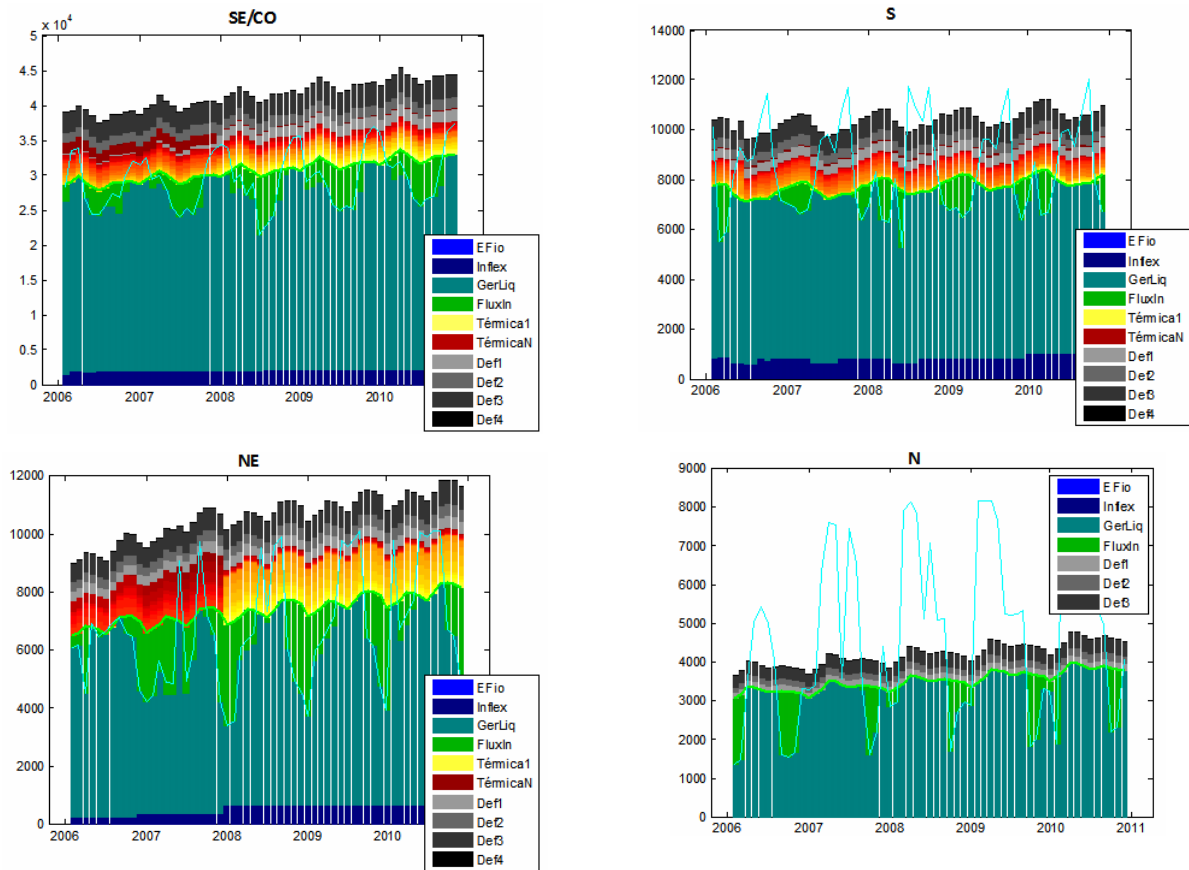 SE/CO
x 10⁴
5
4.5
4
3.5
3
2.5
2
1.5
1
0.5
0
2006 2007 2008 2009 2010
EFio
Inflex
GerLiq
FluxIn
Térmica1
TérmicaN
Def1
Def2
Def3
Def4
S
14000
12000
10000
8000
6000
4000
2000
0
2006 2007 2008 2009 2010
EFio
Inflex
GerLiq
FluxIn
Térmica1
TérmicaN
Def1
Def2
Def3
Def4
NE
12000
10000
8000
6000
4000
2000
0
2006 2007 2008 2009 2010
EFio
Inflex
GerLiq
FluxIn
Térmica1
TérmicaN
Def1
Def2
Def3
Def4
N
9000
8000
7000
6000
5000
4000
3000
2000
1000
0
2006 2007 2008 2009 2010 2011
EFio
Inflex
GerLiq
FluxIn
Def1
Def2
Def3